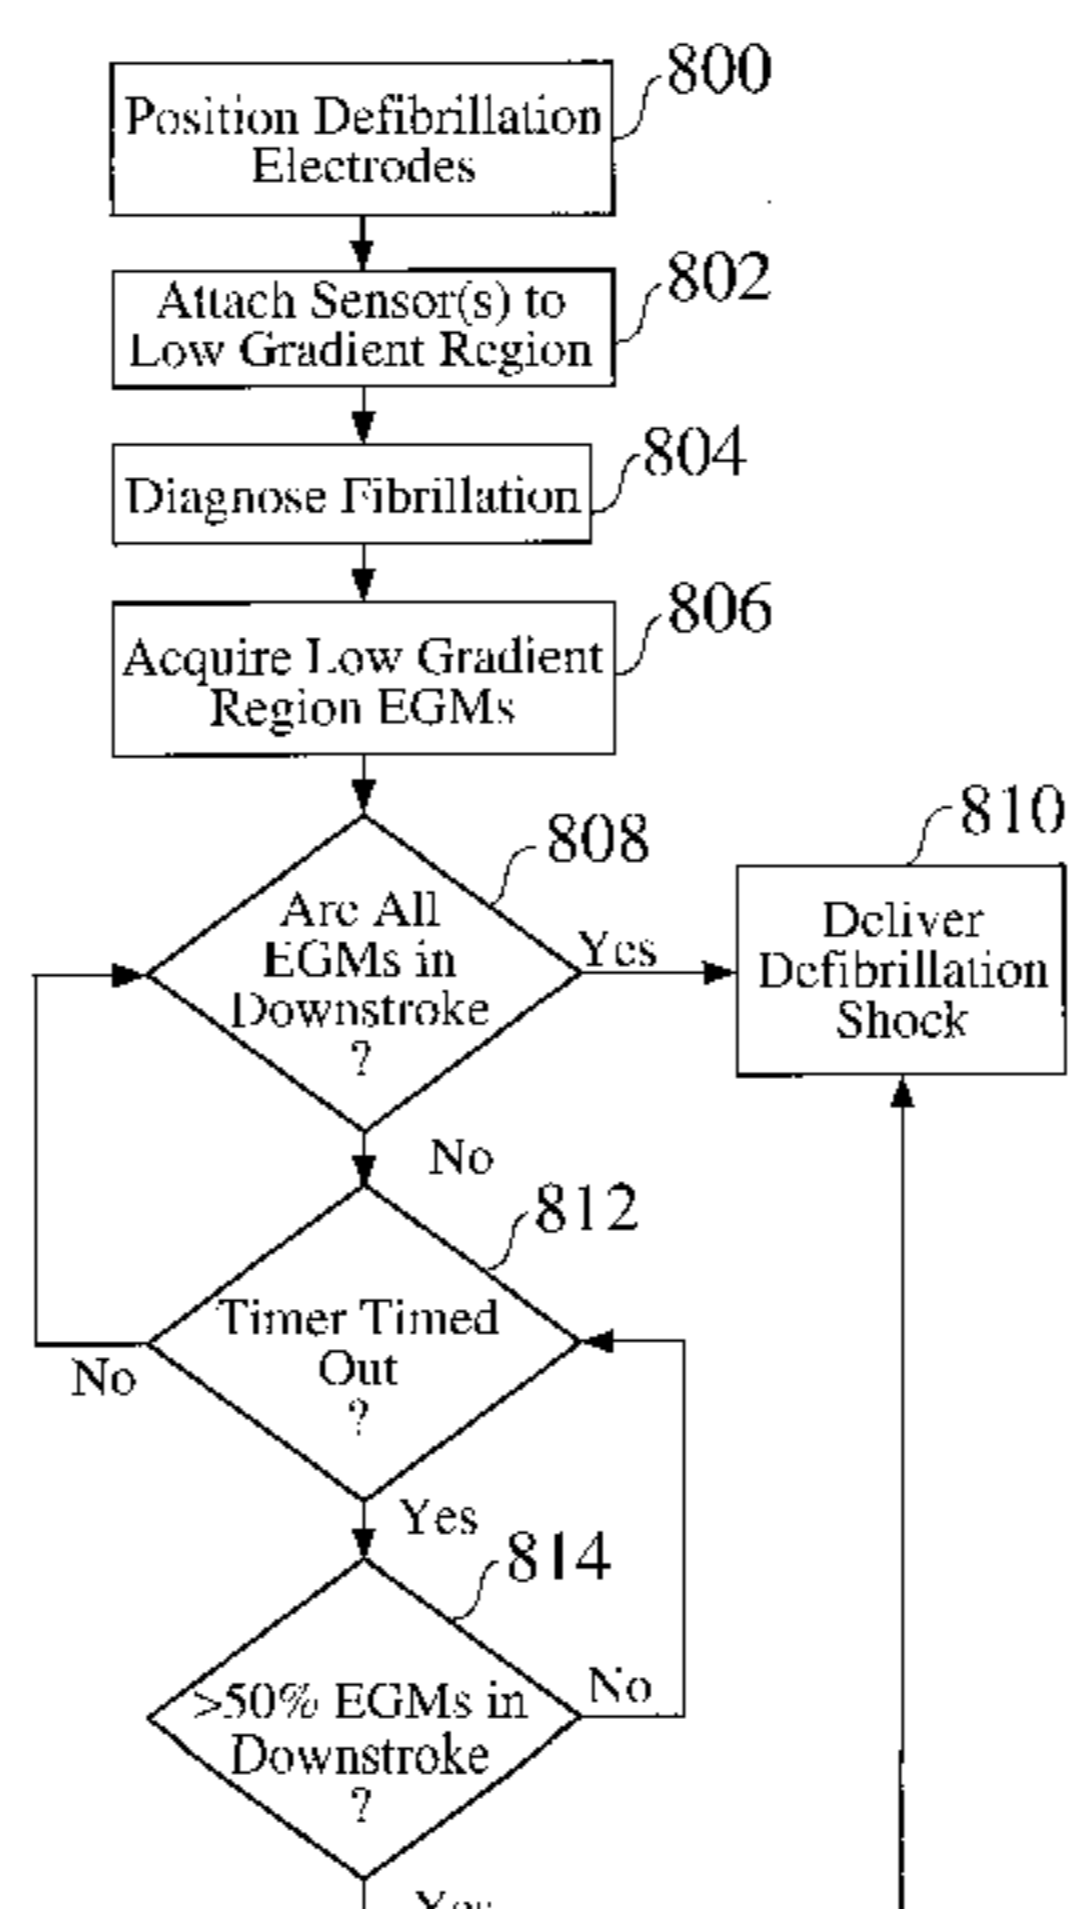 800
Position Defibrillation
Electrodes
802
Attach Sensor(s) to
Low Gradient Region
804
Diagnose Fibrillation
806
Acquire Low Gradient
Region EGMs
808
Are All
EGMs in
Downstroke
?
Yes
810
Deliver
Defibrillation
Shock
No
812
Timer Timed
Out
?
No
Yes
814
>50% EGMs in
Downstroke
?
No
Yes